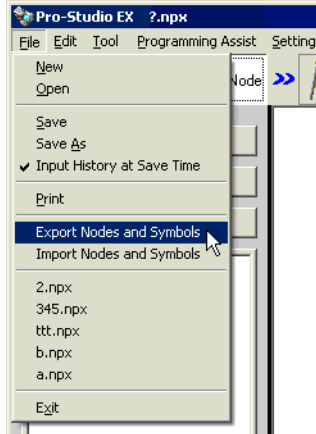 Pro-Studio EX ?.npx
File Edit Tool Programming Assist Setting
New
Node
Open
Save
Save As
Input History at Save Time
Print
Export Nodes and Symbols
Import Nodes and Symbols
2.npx
345.npx
ttt.npx
b.npx
a.npx
Exit